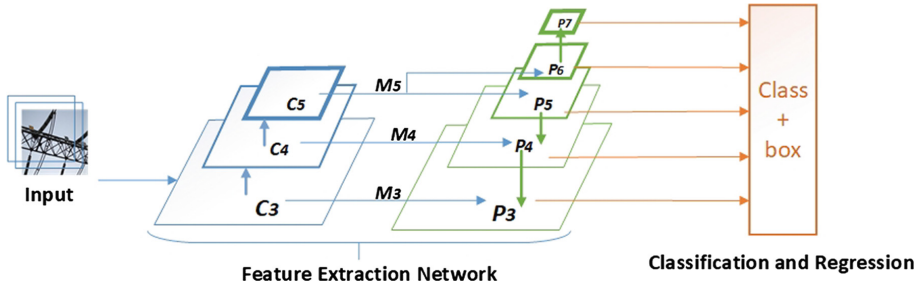 P7
P6
M5
C5
P5
Class
+
box
C4
M4
P4
Input
M3
C3
P3
Feature Extraction Network
Classification and Regression